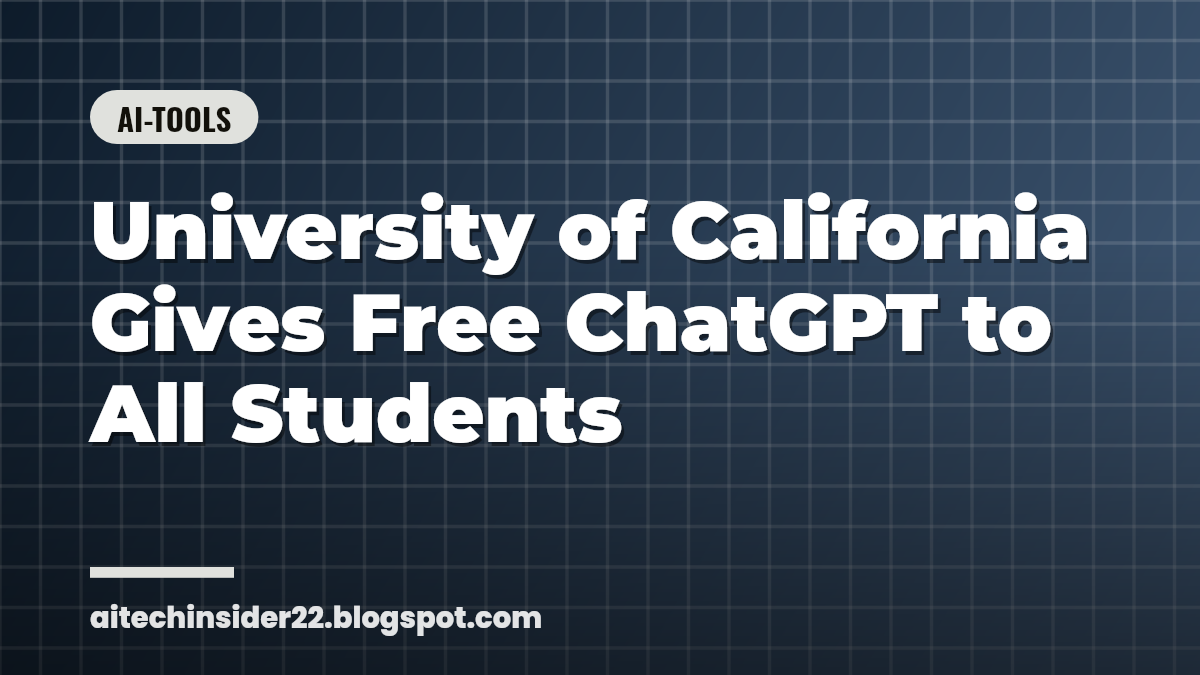 AI-TOOLS
University of California
Gives Free ChatGPT to
All Students
aitechinsider22.blogspot.com